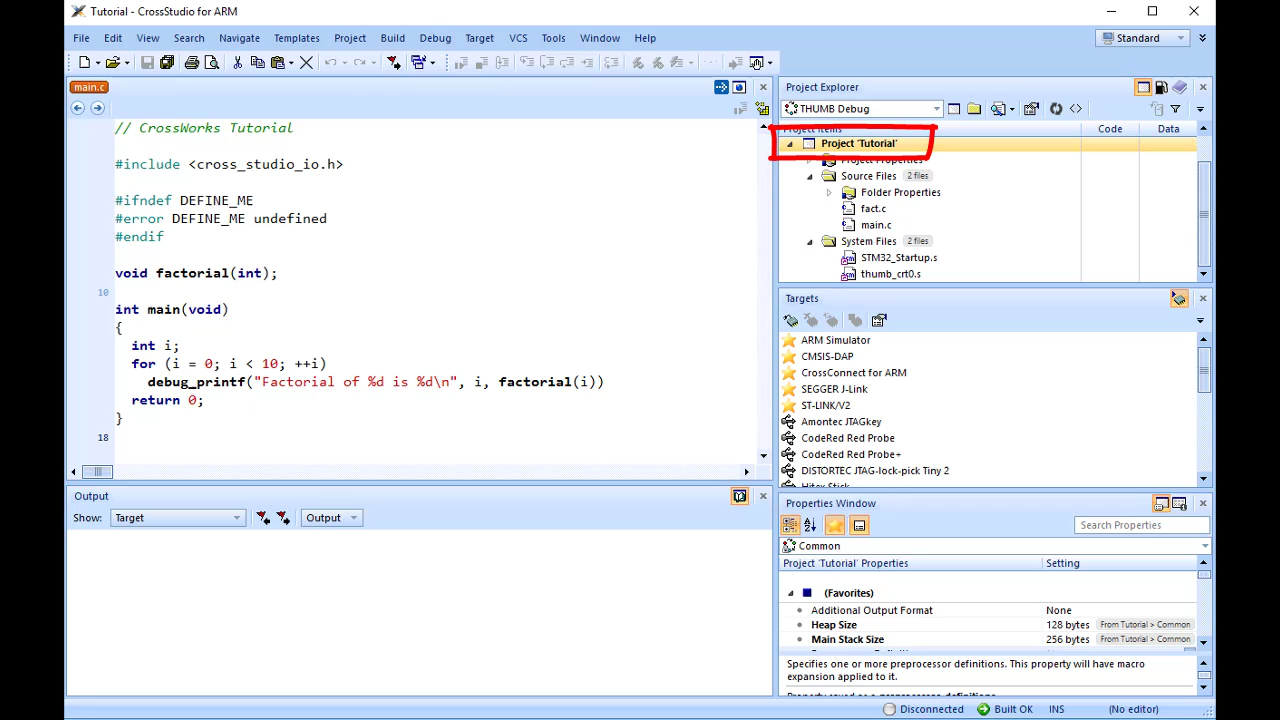 Tutorial - CrossStudio for ARM
File Edit View Search Navigate Templates Project Build Debug Target VCS Tools Window Help
Standard
main.c
// CrossWorks Tutorial
#include <cross_studio_io.h>
#ifndef DEFINE_ME
#error DEFINE_ME undefined
#endif
void factorial(int);
10
int main(void)
{
int i;
for (i = 0; i < 10; ++i)
debug_printf("Factorial of %d is %d\n", i, factorial(i))
return 0;
}
18
Output
Show: Target Output
Project Explorer
THUMB Debug
Project Items Code Data
Project 'Tutorial'
Project Properties
Source Files 2 files
Folder Properties
fact.c
main.c
System Files 2 files
STM32_Startup.s
thumb_crt0.s
Targets
ARM Simulator
CMSIS-DAP
CrossConnect for ARM
SEGGER J-Link
ST-LINK/V2
Amontec JTAGkey
CodeRed Red Probe
CodeRed Red Probe+
DISTORTEC JTAG-lock-pick Tiny 2
Hitex Stick
Properties Window
Search Properties
Common
Project 'Tutorial' Properties Setting
(Favorites)
Additional Output Format None
Heap Size 128 bytes From Tutorial > Common
Main Stack Size 256 bytes From Tutorial > Common
Specifies one or more preprocessor definitions. This property will have macro
expansion applied to it.
Disconnected Built OK INS (No editor)